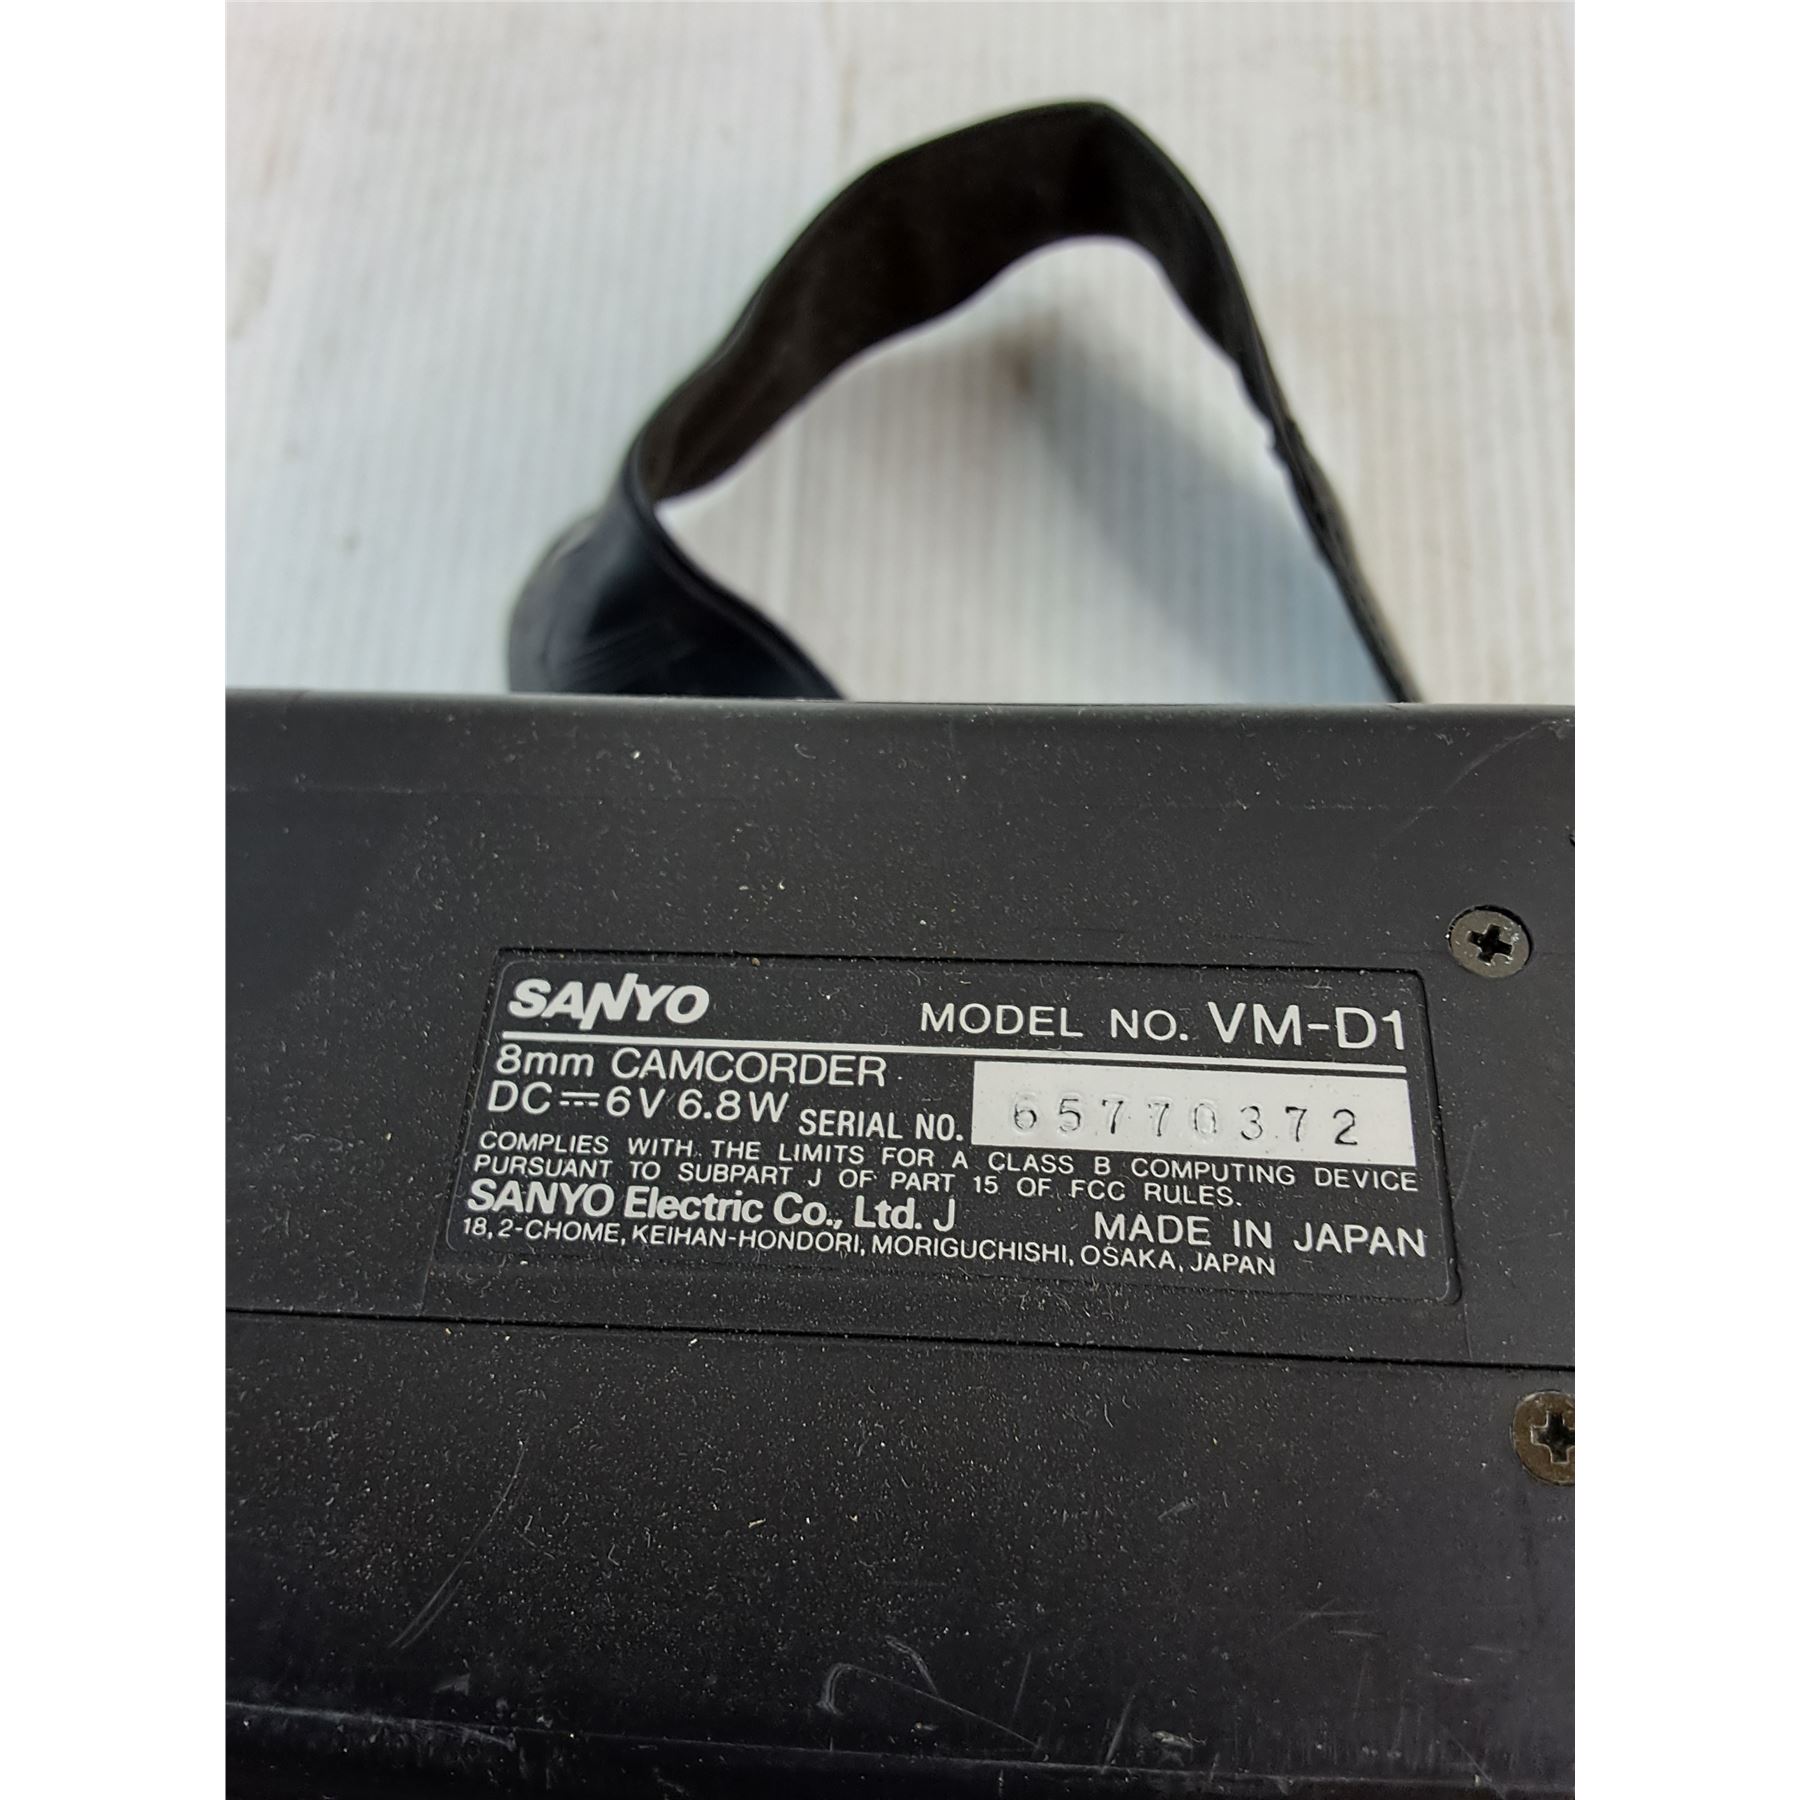 SANYO MODEL NO. VM-D1
8mm CAMCORDER
DC⎓6V 6.8W SERIAL NO. 65770372
COMPLIES WITH THE LIMITS FOR A CLASS B COMPUTING DEVICE
PURSUANT TO SUBPART J OF PART 15 OF FCC RULES.
SANYO Electric Co., Ltd. J MADE IN JAPAN
18, 2-CHOME, KEIHAN-HONDORI, MORIGUCHISHI, OSAKA, JAPAN